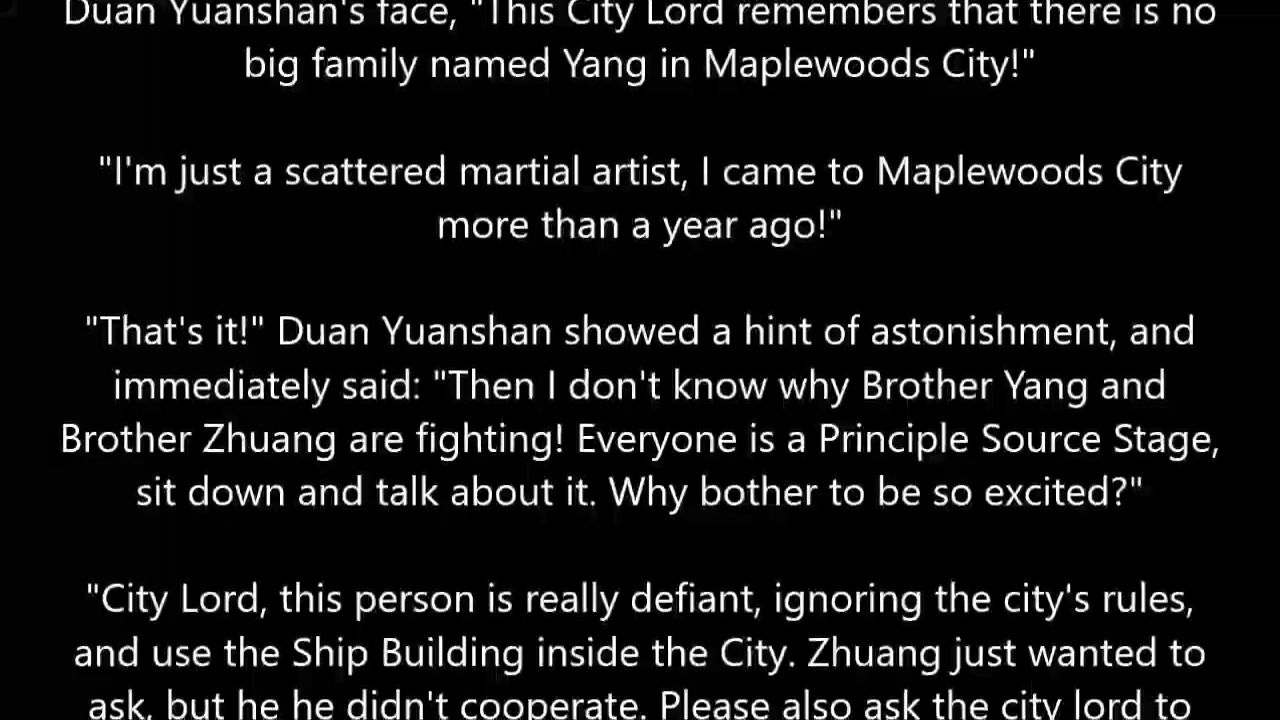 Duan Yuanshan's face, "This City Lord remembers that there is no
big family named Yang in Maplewoods City!"
"I'm just a scattered martial artist, I came to Maplewoods City
more than a year ago!"
"That's it!" Duan Yuanshan showed a hint of astonishment, and
immediately said: "Then I don't know why Brother Yang and
Brother Zhuang are fighting! Everyone is a Principle Source Stage,
sit down and talk about it. Why bother to be so excited?"
"City Lord, this person is really defiant, ignoring the city's rules,
and use the Ship Building inside the City. Zhuang just wanted to
ask, but he he didn't cooperate. Please also ask the city lord to